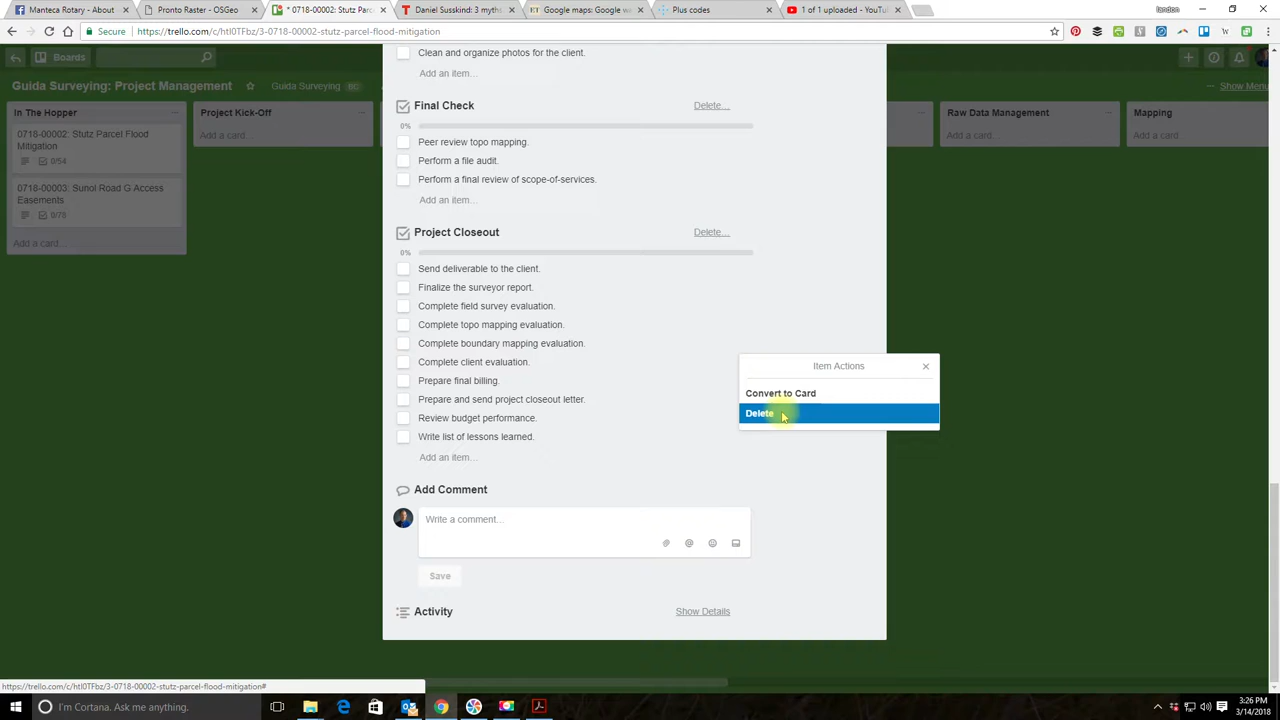 Manteca Rotary - About
Pronto Raster - OSGeo
* 0718-00002: Stutz Parc
Daniel Susskind: 3 myths
Google maps: Google wa
Plus codes
1 of 1 uploaded - YouTu
landon
Secure
https://trello.com/c/htI0TFbz/3-0718-00002-stutz-parcel-flood-mitigation
Boards
Guida Surveying: Project Management
Guida Surveying
Show Menu
In The Hopper
0718-00002: Stutz Parcel Flood
Mitigation
0/54
0718-00003: Sunol Road G Access
Easements
0/78
Add a card…
Project Kick-Off
Add a card…
Raw Data Management
Add a card…
Mapping
Add a card…
Clean and organize photos for the client.
Add an item…
Final Check
Delete…
0%
Peer review topo mapping.
Perform a file audit.
Perform a final review of scope-of-services.
Add an item…
Project Closeout
Delete…
0%
Send deliverable to the client.
Finalize the surveyor report.
Complete field survey evaluation.
Complete topo mapping evaluation.
Complete boundary mapping evaluation.
Complete client evaluation.
Prepare final billing.
Prepare and send project closeout letter.
Review budget performance.
Write list of lessons learned.
Add an item…
Item Actions
Convert to Card
Delete
Add Comment
Write a comment…
Save
Activity
Show Details
https://trello.com/c/htI0TFbz/3-0718-00002-stutz-parcel-flood-mitigation#
I'm Cortana. Ask me anything.
3:26 PM
3/14/2018